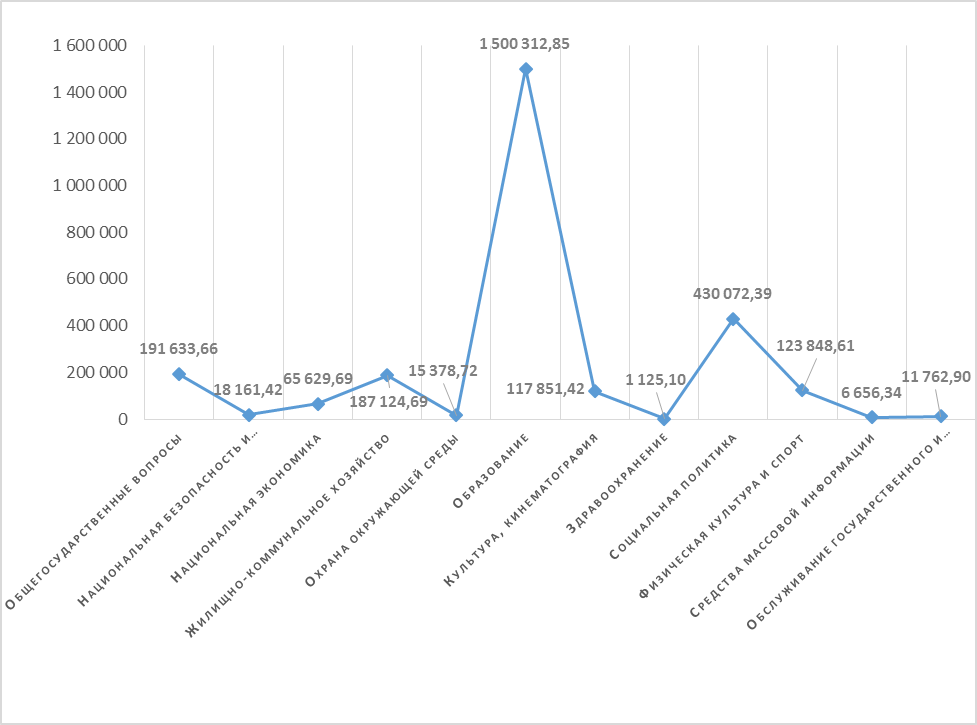 1 600 000
1 400 000
1 200 000
1 000 000
800 000
600 000
400 000
200 000
0
191 633,66
18 161,42
65 629,69
187 124,69
15 378,72
1 500 312,85
117 851,42
1 125,10
430 072,39
123 848,61
6 656,34
11 762,90
ОБЩЕГОСУДАРСТВЕННЫЕ ВОПРОСЫ
НАЦИОНАЛЬНАЯ БЕЗОПАСНОСТЬ И…
НАЦИОНАЛЬНАЯ ЭКОНОМИКА
ЖИЛИЩНО-КОММУНАЛЬНОЕ ХОЗЯЙСТВО
ОХРАНА ОКРУЖАЮЩЕЙ СРЕДЫ
ОБРАЗОВАНИЕ
КУЛЬТУРА, КИНЕМАТОГРАФИЯ
ЗДРАВООХРАНЕНИЕ
СОЦИАЛЬНАЯ ПОЛИТИКА
ФИЗИЧЕСКАЯ КУЛЬТУРА И СПОРТ
СРЕДСТВА МАССОВОЙ ИНФОРМАЦИИ
ОБСЛУЖИВАНИЕ ГОСУДАРСТВЕННОГО И…